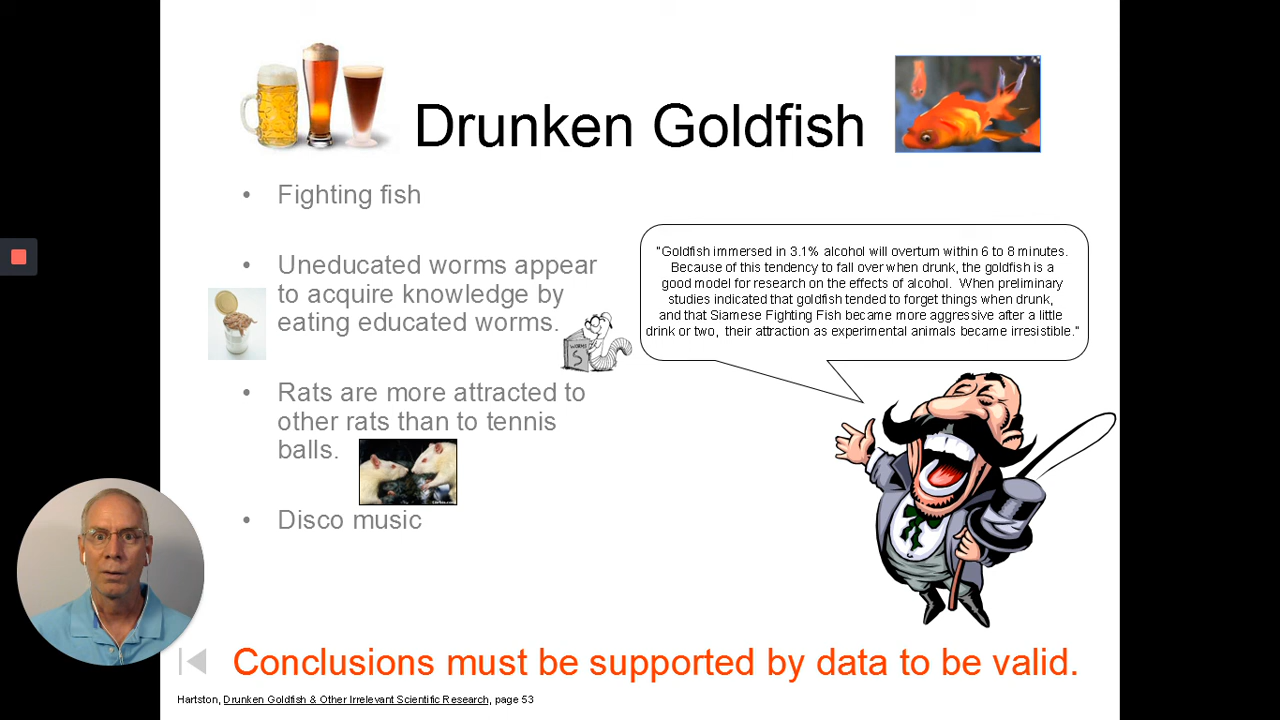 Drunken Goldfish
• Fighting fish
• Uneducated worms appear
to acquire knowledge by
eating educated worms.
WORMS
S
• Rats are more attracted to
other rats than to tennis
balls.
• Disco music
"Goldfish immersed in 3.1% alcohol will overturn within 6 to 8 minutes.
Because of this tendency to fall over when drunk, the goldfish is a
good model for research on the effects of alcohol. When preliminary
studies indicated that goldfish tended to forget things when drunk,
and that Siamese Fighting Fish became more aggressive after a little
drink or two, their attraction as experimental animals became irresistible."
Conclusions must be supported by data to be valid.
Hartston, Drunken Goldfish & Other Irrelevant Scientific Research, page 53